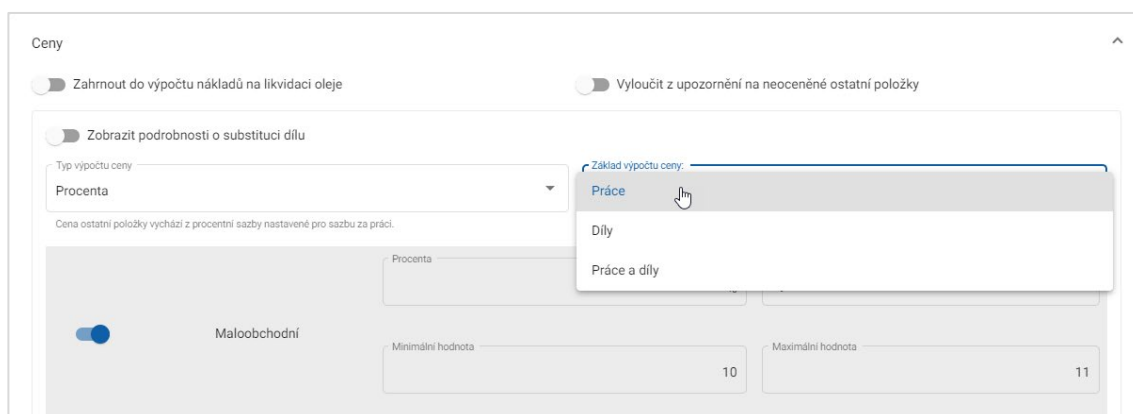 Ceny
Zahrnout do výpočtu nákladů na likvidaci oleje
Vyloučit z upozornění na neoceněné ostatní položky
Zobrazit podrobnosti o substituci dílu
Typ výpočtu ceny
Procenta
Cena ostatní položky vychází z procentní sazby nastavené pro sazbu za práci.
Základ výpočtu ceny:
Práce
Díly
Práce a díly
Maloobchodní
Procenta
Minimální hodnota
10
Maximální hodnota
11